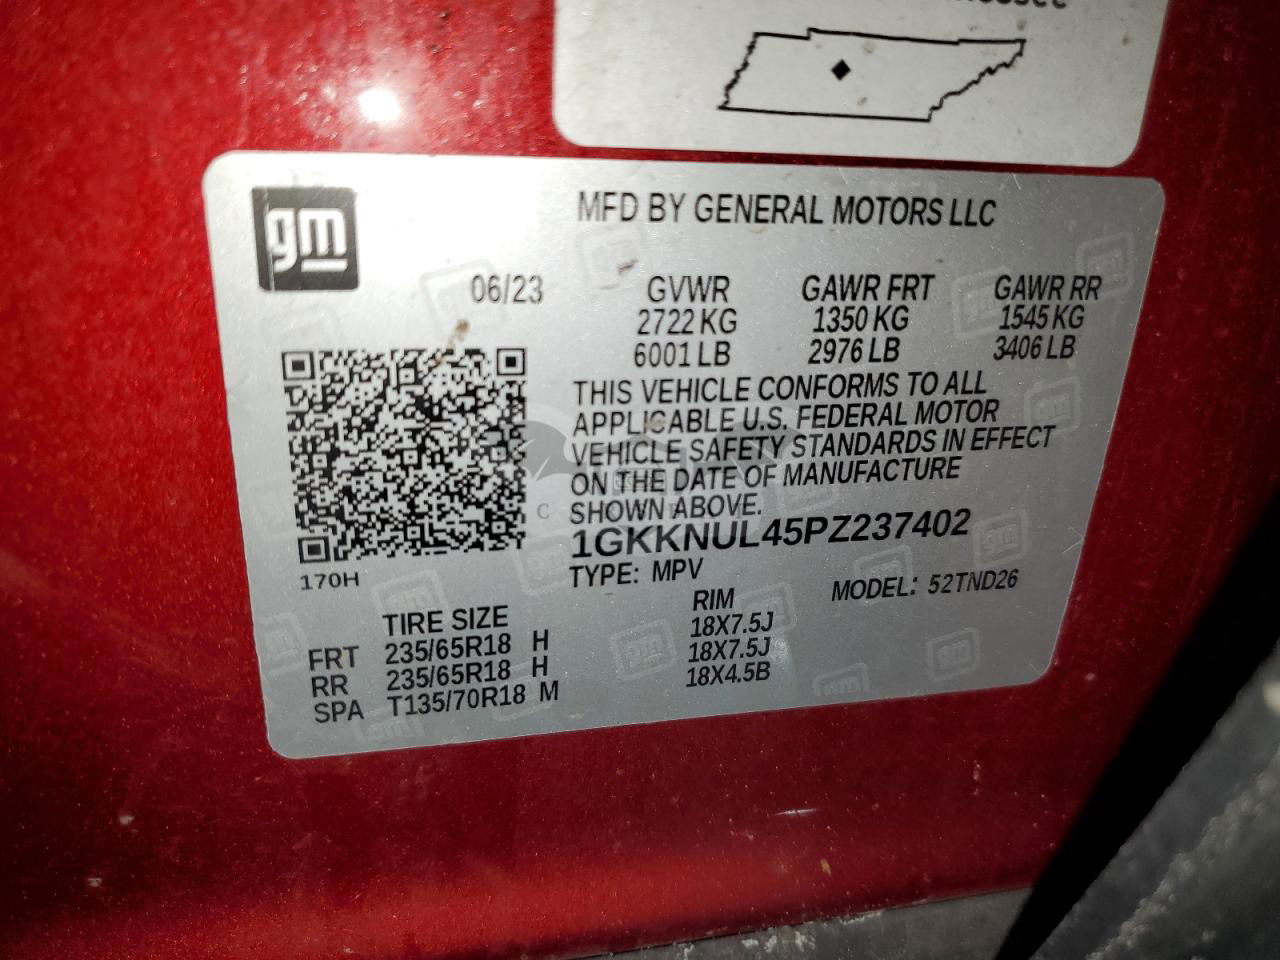 gm
MFD BY GENERAL MOTORS LLC
06/23
GVWR GAWR FRT GAWR RR
2722 KG 1350 KG 1545 KG
6001 LB 2976 LB 3406 LB
THIS VEHICLE CONFORMS TO ALL
APPLICABLE U.S. FEDERAL MOTOR
VEHICLE SAFETY STANDARDS IN EFFECT
ON THE DATE OF MANUFACTURE
SHOWN ABOVE.
1GKKNUL45PZ237402
170H
TYPE: MPV MODEL: 52TND26
TIRE SIZE RIM
FRT 235/65R18 H 18X7.5J
RR 235/65R18 H 18X7.5J
SPA T135/70R18 M 18X4.5B